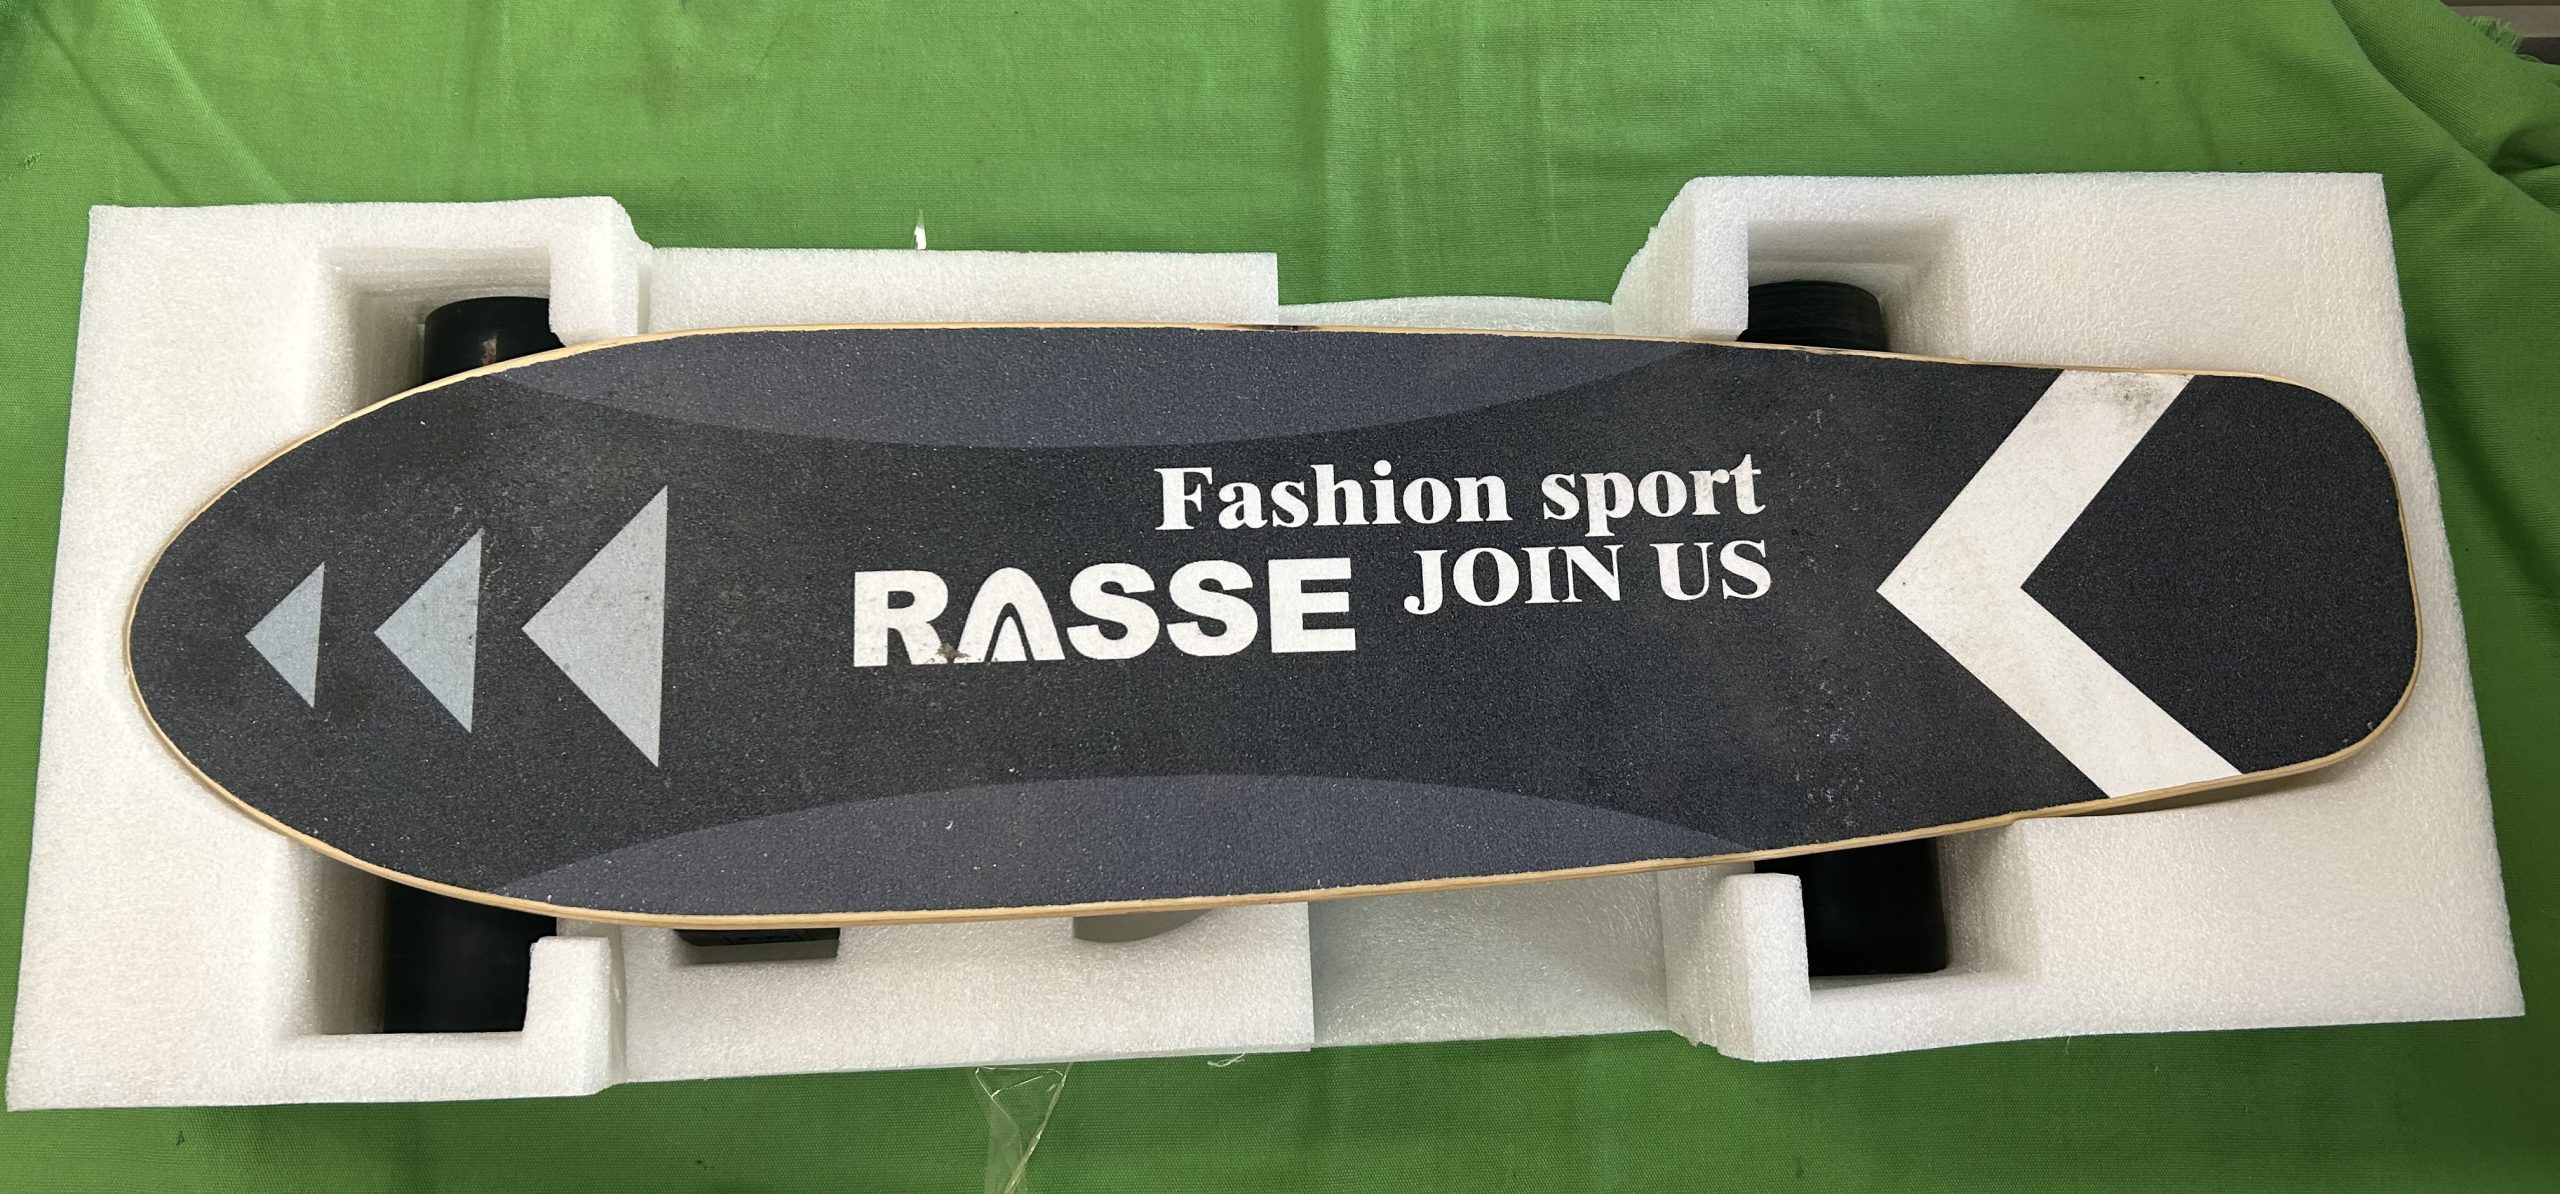 Fashion sport
RASSE JOIN US